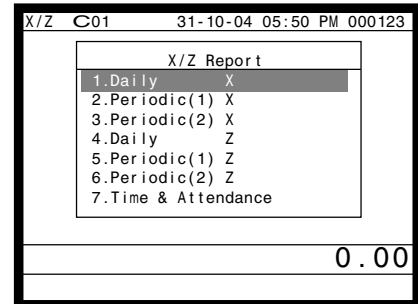 X/Z C01 31-10-04 05:50 PM 000123
X/Z Report
1.Daily X
2.Periodic(1) X
3.Periodic(2) X
4.Daily Z
5.Periodic(1) Z
6.Periodic(2) Z
7.Time & Attendance
0.00